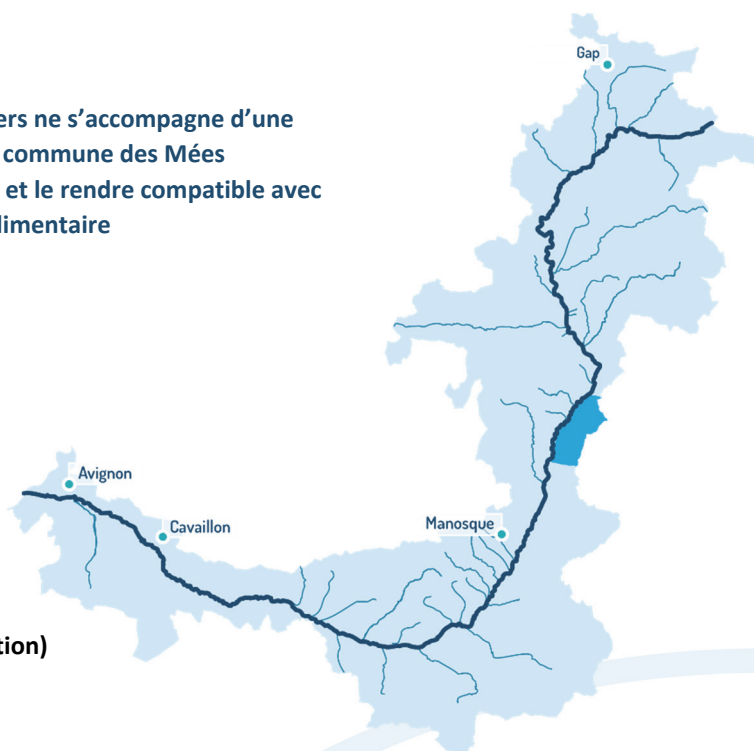 Gap
ers ne s'accompagne d'une
commune des Mées
et le rendre compatible avec
limentaire
Avignon
Cavaillon
Manosque
tion)